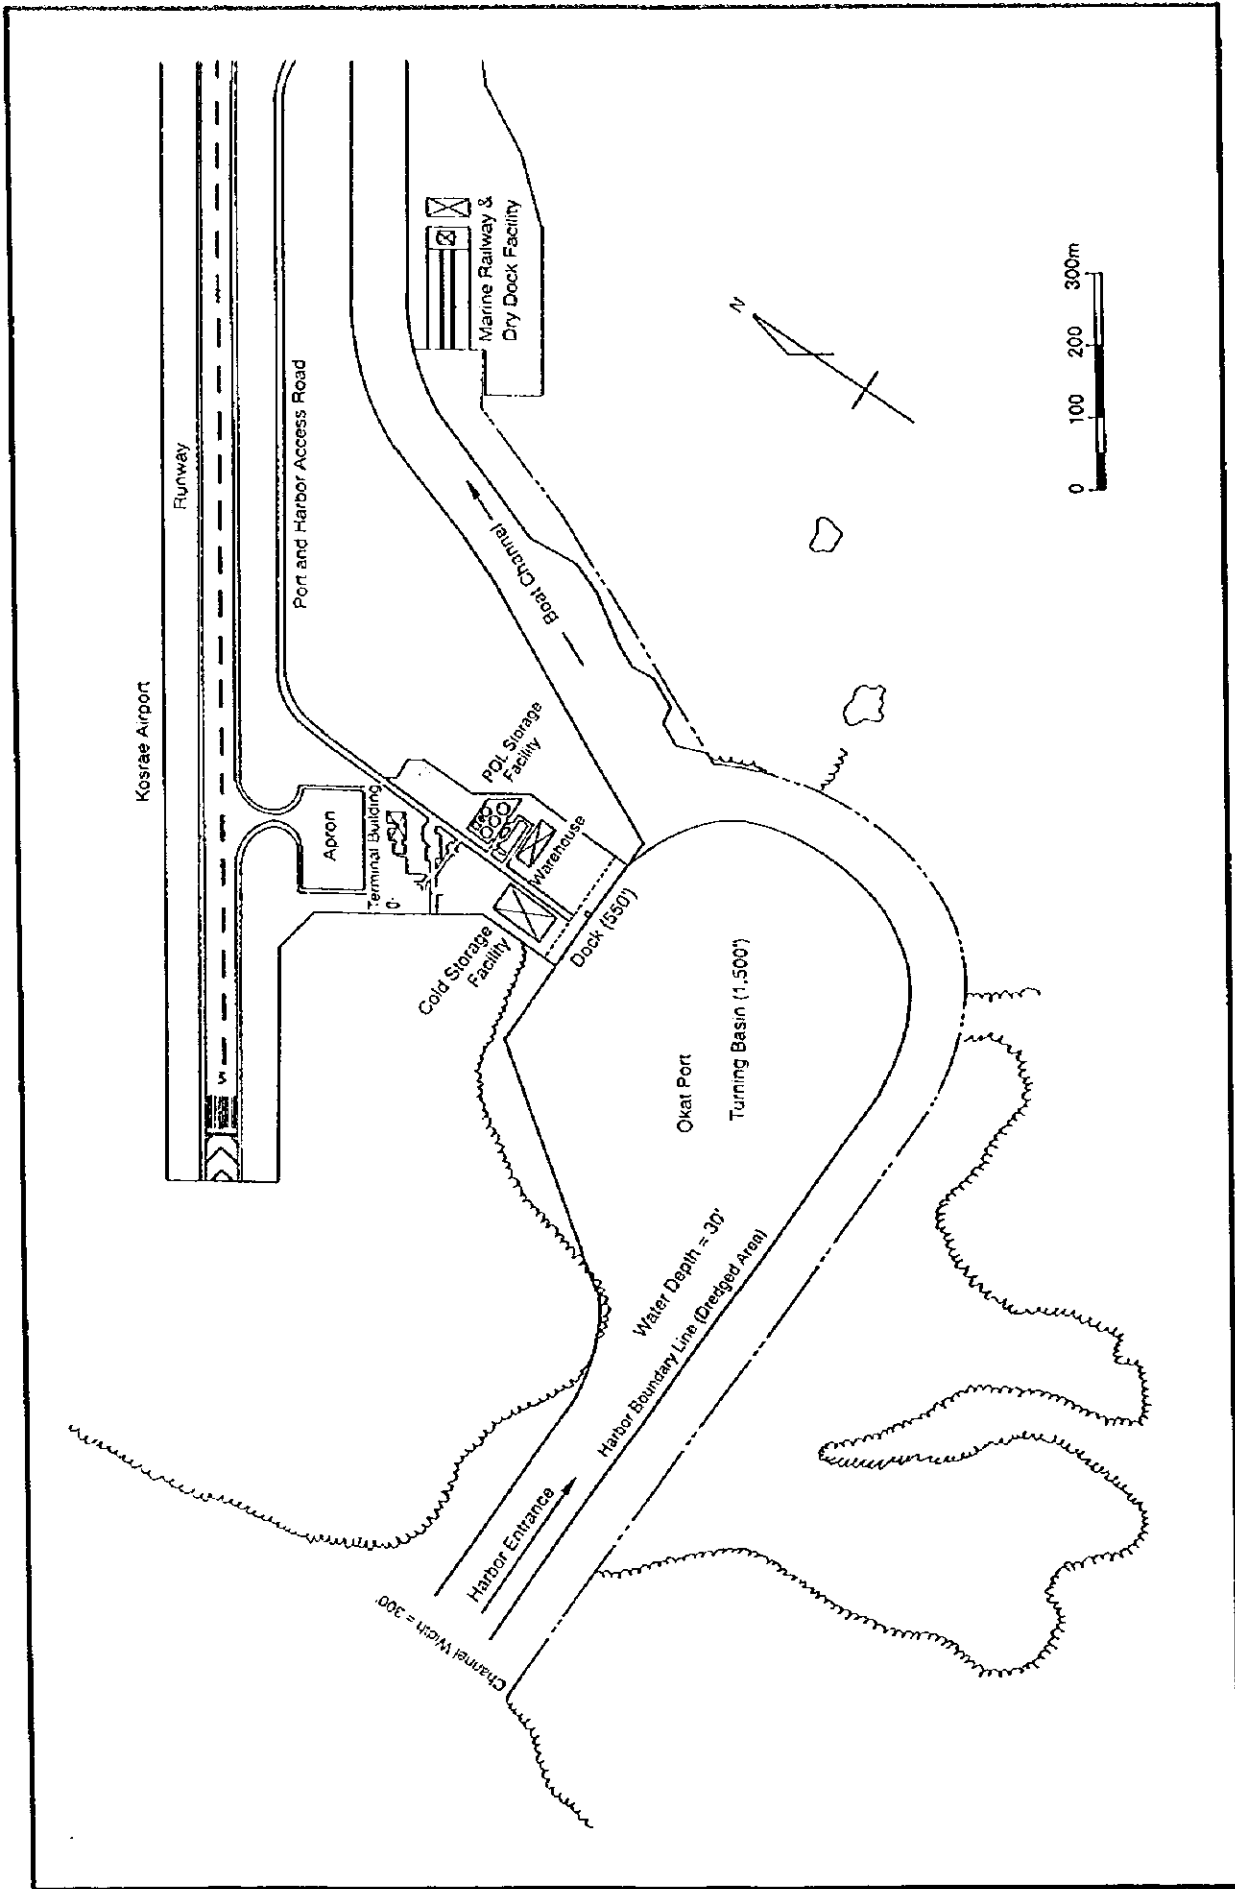 Kosrae Airport
Runway
Port and Harbor Access Road
Apron
Terminal Building
Marine Railway &
Dry Dock Facility
Boat Channel
POL Storage
Facility
Warehouse
Cold Storage
Facility
Dock (550')
Okat Port
Turning Basin (1,500')
Water Depth = 30'
Harbor Boundary Line (Dredged Area)
Harbor Entrance
Channel Width = 300'
N
0 100 200 300m